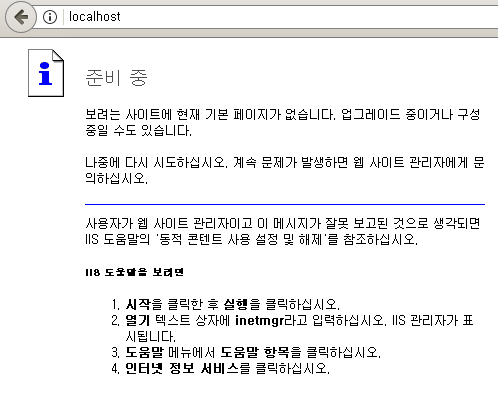 localhost
준비 중
보려는 사이트에 현재 기본 페이지가 없습니다. 업그레이드 중이거나 구성
중일 수도 있습니다.
나중에 다시 시도하십시오. 계속 문제가 발생하면 웹 사이트 관리자에게 문
의하십시오.
사용자가 웹 사이트 관리자이고 이 메시지가 잘못 보고된 것으로 생각되면
IIS 도움말의 '동적 콘텐트 사용 설정 및 해제'를 참조하십시오.
IIS 도움말을 보려면
1. 시작을 클릭한 후 실행을 클릭하십시오.
2. 열기 텍스트 상자에 inetmgr라고 입력하십시오. IIS 관리자가 표
시됩니다.
3. 도움말 메뉴에서 도움말 항목을 클릭하십시오.
4. 인터넷 정보 서비스를 클릭하십시오.